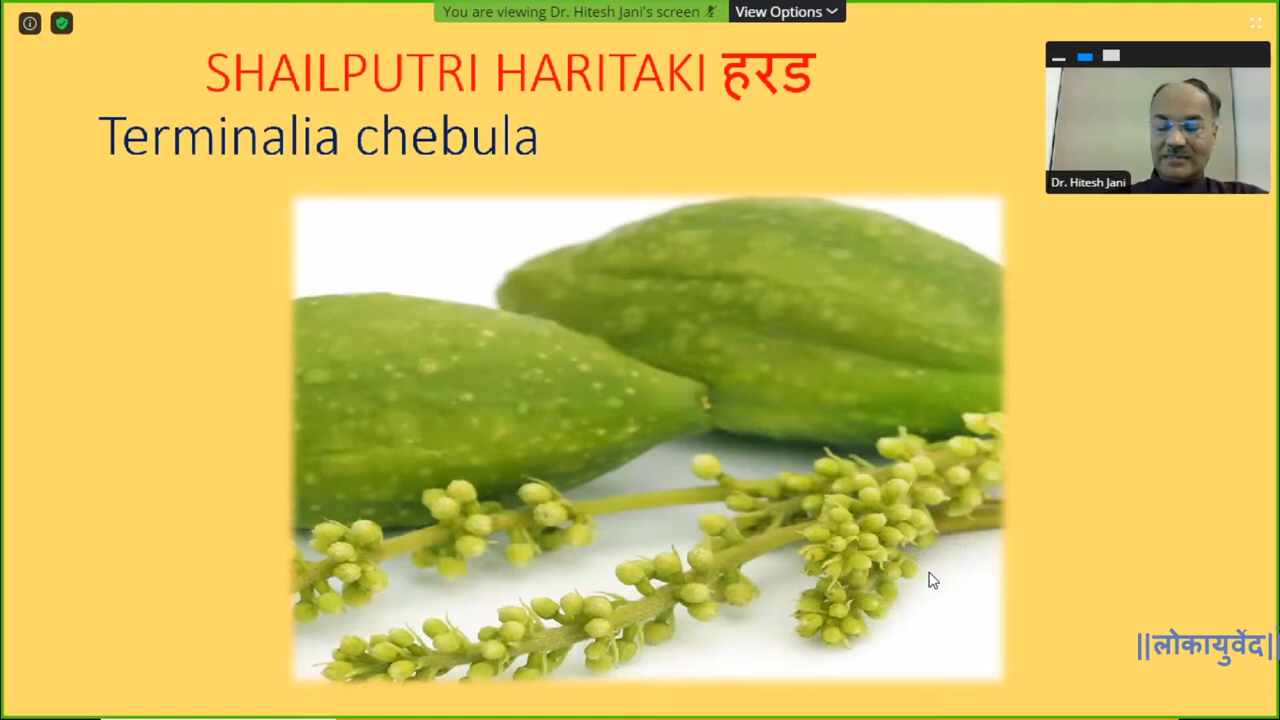 You are viewing Dr. Hitesh Jani's screen
View Options
SHAILPUTRI HARITAKI हरड
Terminalia chebula
Dr. Hitesh Jani
||लोकायुर्वेद||